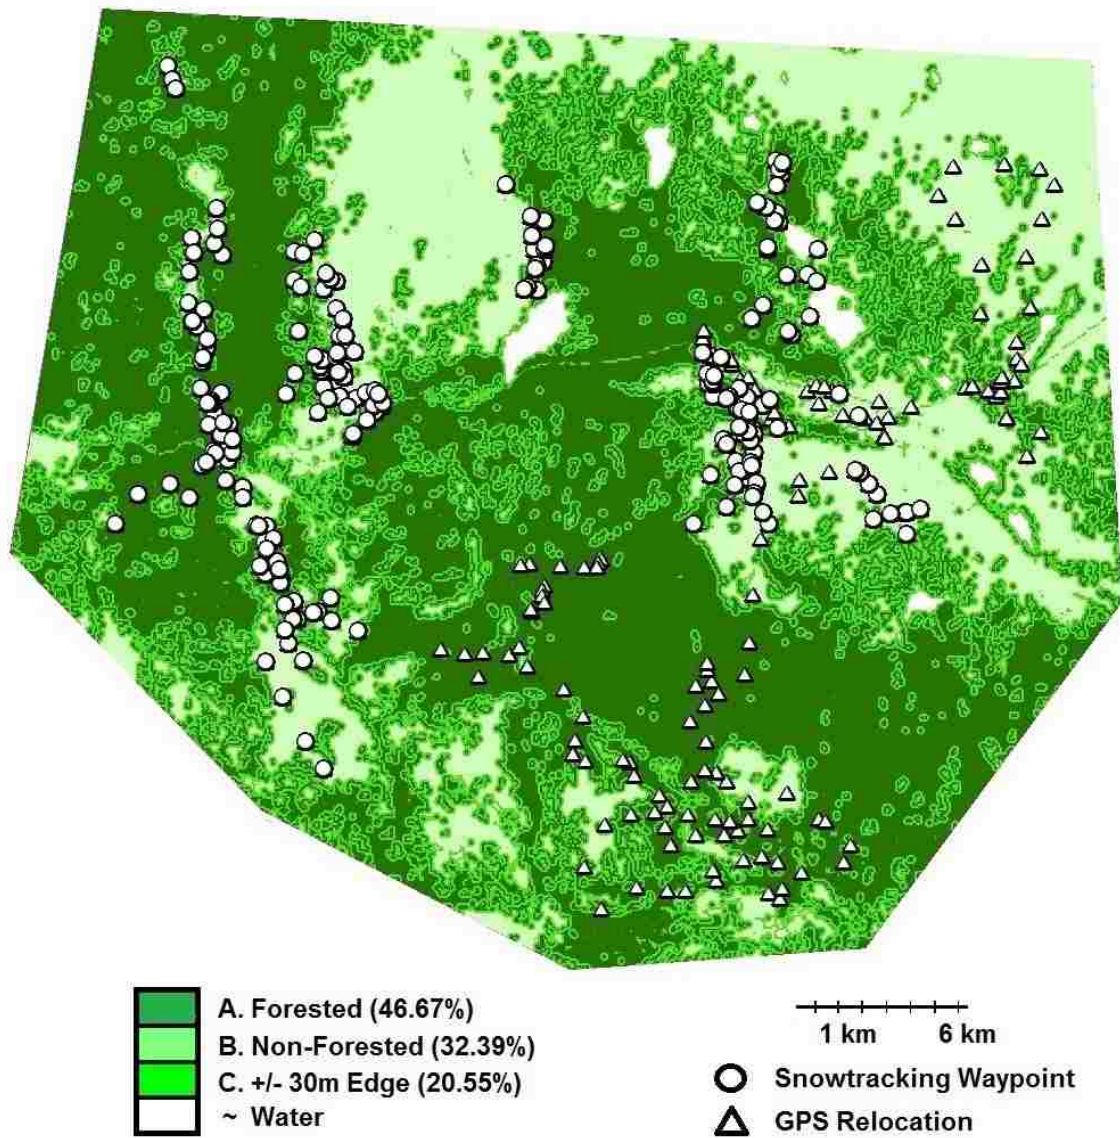 A. Forested (46.67%)
B. Non-Forested (32.39%)
C. +/- 30m Edge (20.55%)
~ Water
1 km 6 km
Snowtracking Waypoint
GPS Relocation